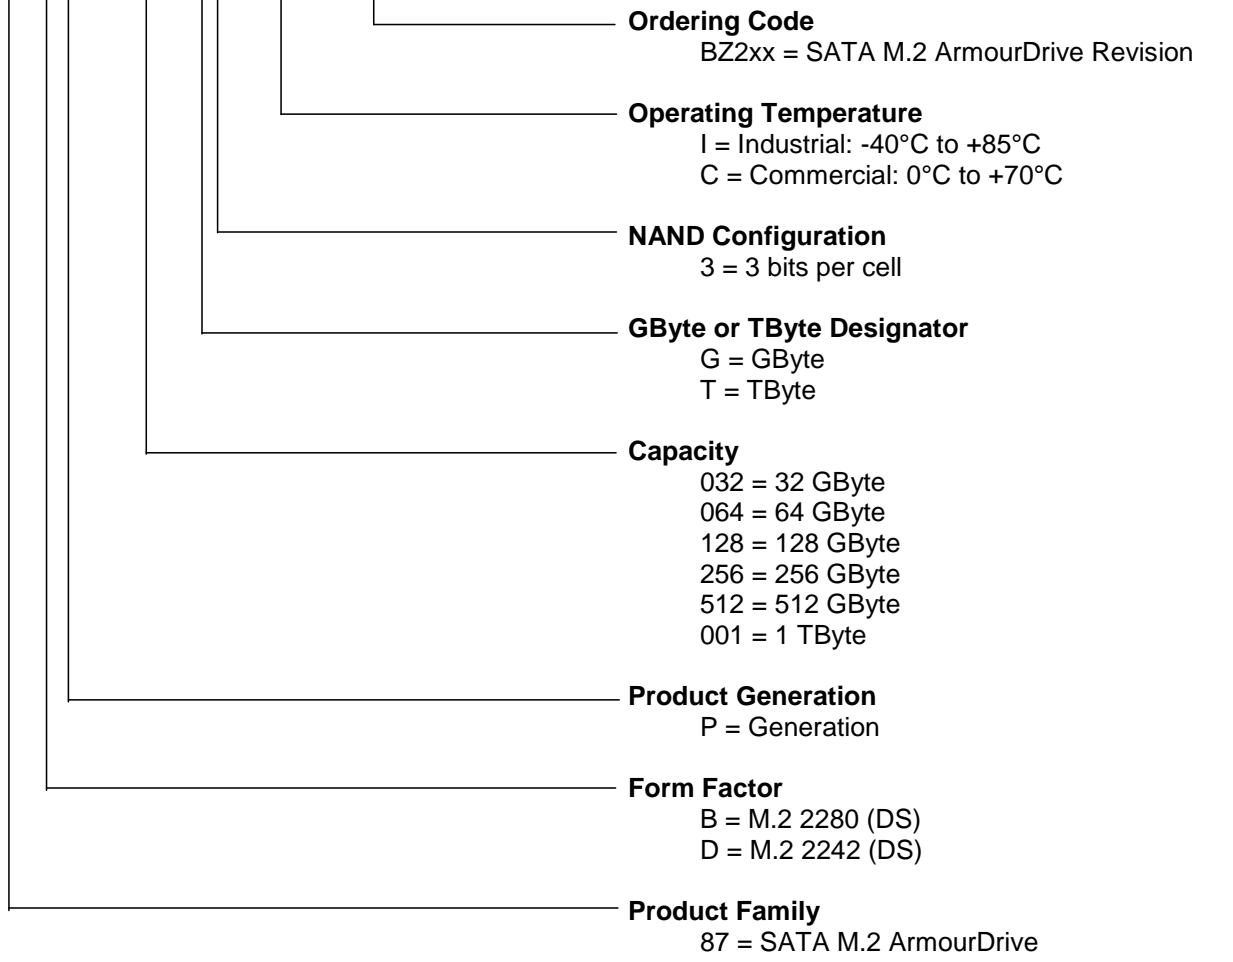 Ordering Code
BZ2xx = SATA M.2 ArmourDrive Revision
Operating Temperature
I = Industrial: -40°C to +85°C
C = Commercial: 0°C to +70°C
NAND Configuration
3 = 3 bits per cell
GByte or TByte Designator
G = GByte
T = TByte
Capacity
032 = 32 GByte
064 = 64 GByte
128 = 128 GByte
256 = 256 GByte
512 = 512 GByte
001 = 1 TByte
Product Generation
P = Generation
Form Factor
B = M.2 2280 (DS)
D = M.2 2242 (DS)
Product Family
87 = SATA M.2 ArmourDrive